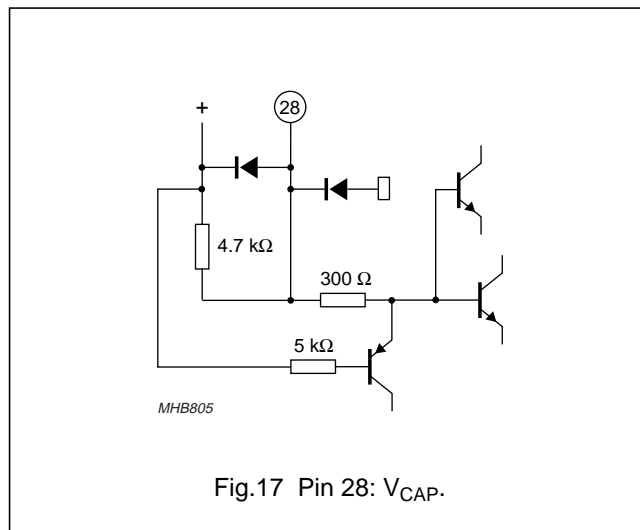 +
28
4.7 kΩ
300 Ω
5 kΩ
MHB805
Fig.17 Pin 28: VCAP.